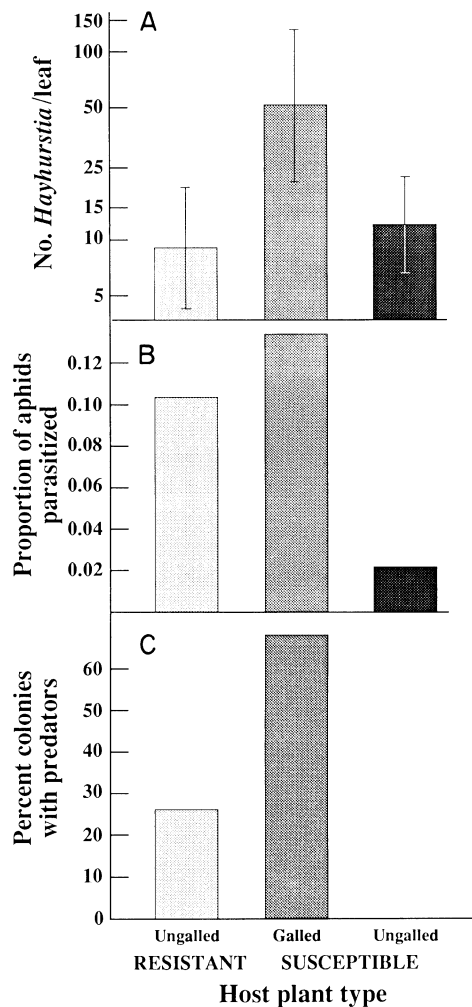 A
No. Hayhurstia/leaf
150
100
50
25
15
10
5
B
Proportion of aphids
parasitized
0.12
0.10
0.08
0.06
0.04
0.02
C
Percent colonies
with predators
60
50
40
30
20
10
0
Ungalled Galled Ungalled
RESISTANT SUSCEPTIBLE
Host plant type